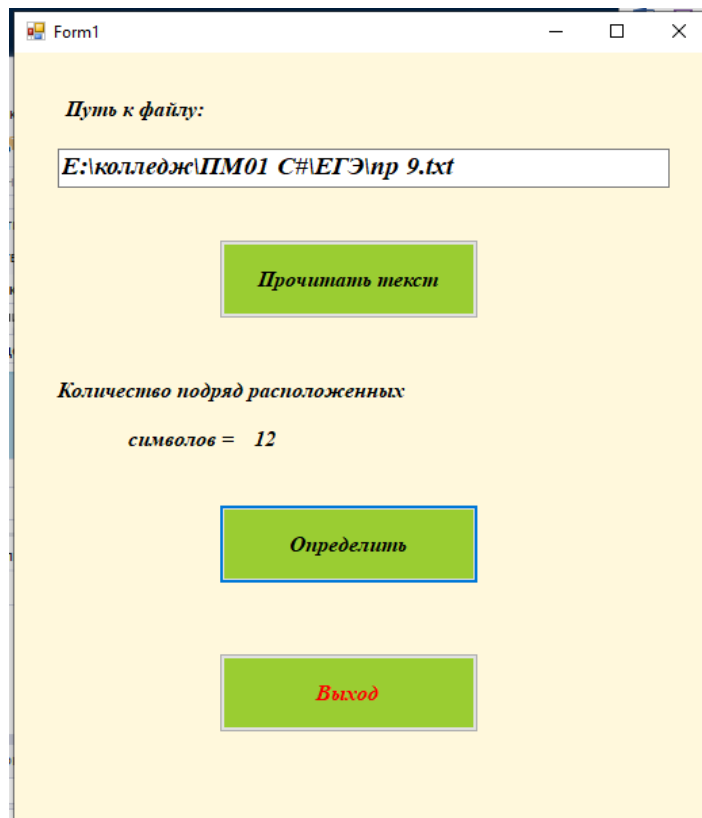 Form1
Путь к файлу:
E:\колледж\ПМ01 C#\ЕГЭ\пр 9.txt
Прочитать текст
Количество подряд расположенных
символов = 12
Определить
Выход